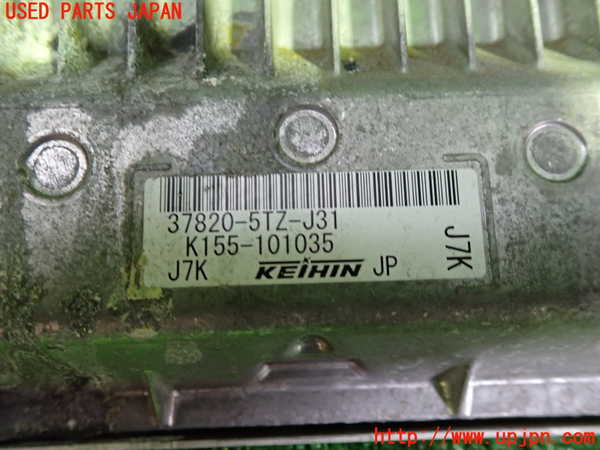 USED PARTS JAPAN
37820-5TZ-J31
K155-101035
J7K KEIHIN JP
J7K
http://www.upjpn.com/